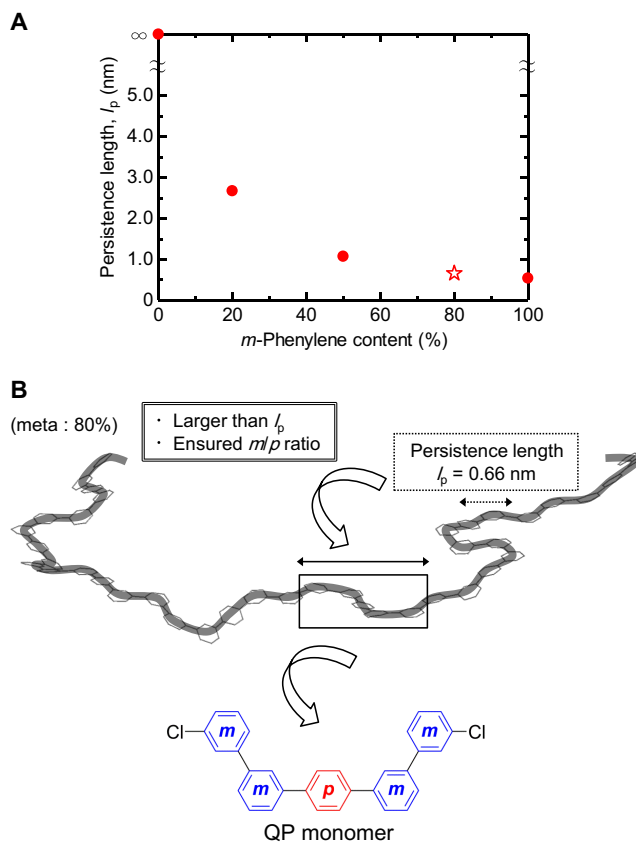 A
Persistence length, lp (nm)
∞
5.0
4.0
3.0
2.0
1.0
0
0
20
40
60
80
100
m-Phenylene content (%)
B
(meta : 80%)
· Larger than lp
· Ensured m/p ratio
Persistence length
lp = 0.66 nm
Cl
m
m
Cl
m
p
m
QP monomer